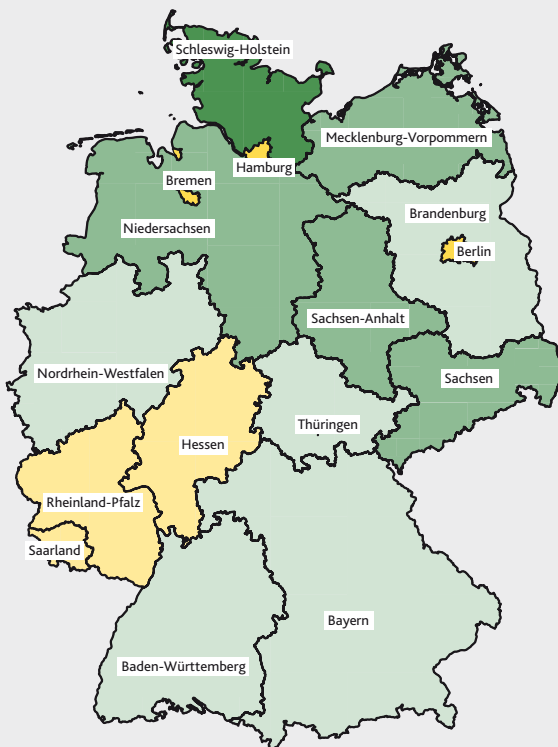 Schleswig-Holstein
Mecklenburg-Vorpommern
Hamburg
Bremen
Brandenburg
Niedersachsen
Berlin
Sachsen-Anhalt
Nordrhein-Westfalen
Sachsen
Thüringen
Hessen
Rheinland-Pfalz
Saarland
Bayern
Baden-Württemberg